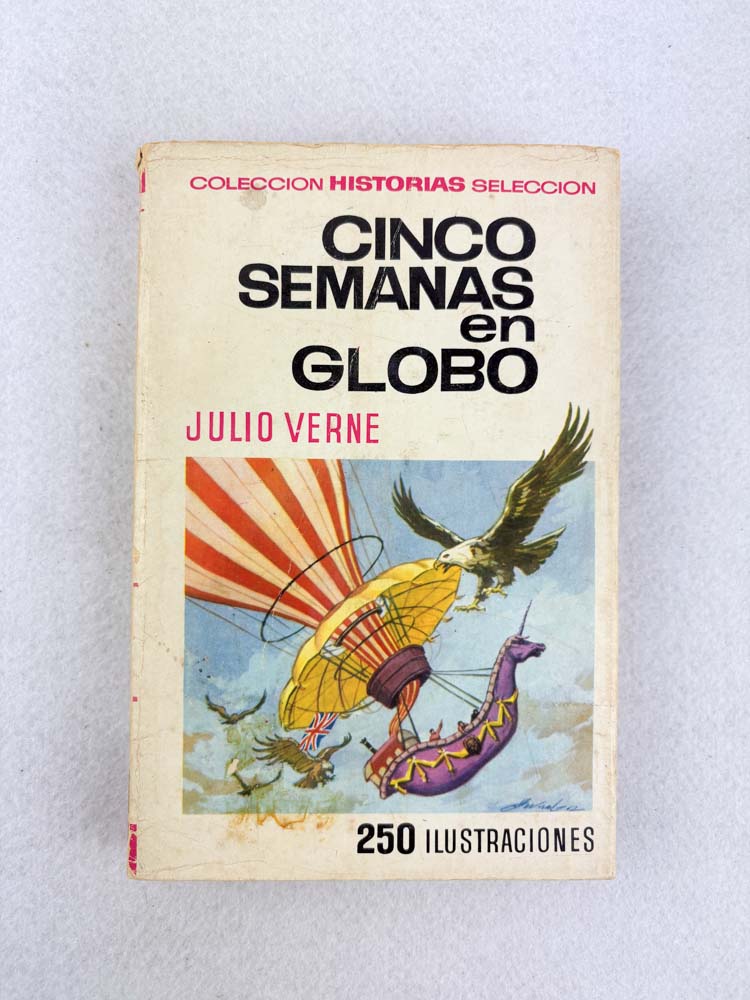 COLECCION HISTORIAS SELECCION
CINCO
SEMANAS
en
GLOBO
JULIO VERNE
250 ILUSTRACIONES